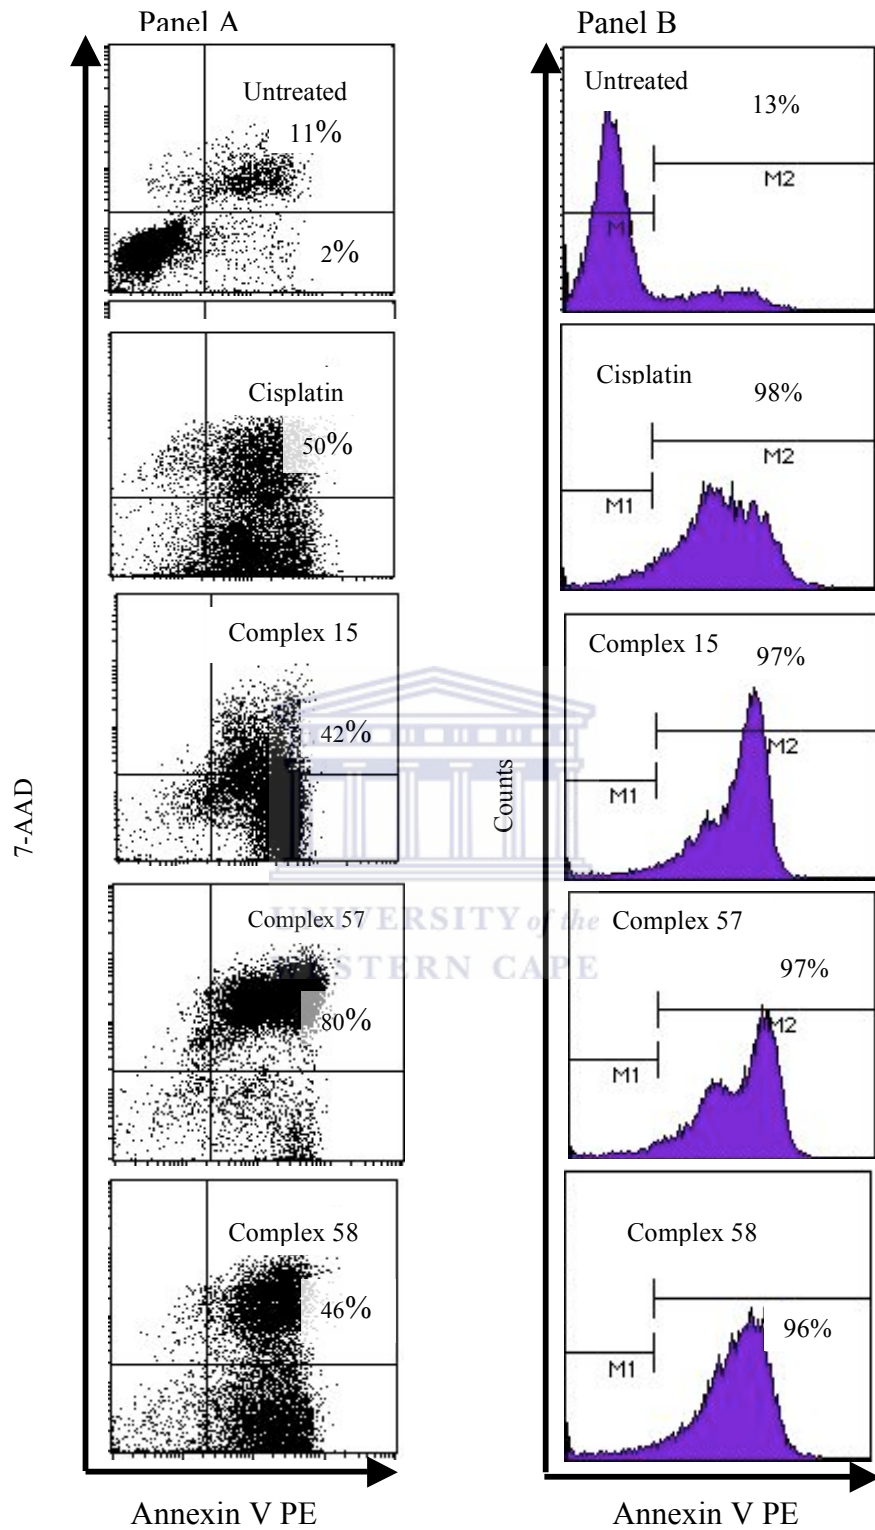 Panel A
Untreated
11%
2%
Cisplatin
50%
Complex 15
42%
Complex 57
80%
Complex 58
46%
7-AAD
Annexin V PE
Panel B
Untreated
13%
M2
M
Cisplatin
98%
M2
M1
Complex 15
97%
M2
M1
Complex 57
97%
M2
M1
Complex 58
96%
M1
Counts
Annexin V PE
UNIVERSITY of the
WESTERN CAPE